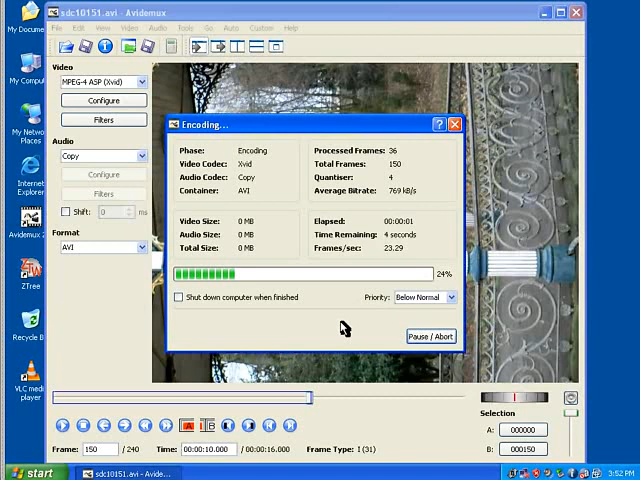 My Docume
My Compu
My Netwo
Places
Internet
Explorer
Avidemux 2
ZTree
Recycle B
VLC med
player
sdc10151.avi - Avidemux
File Edit View Video Audio Tools Auto Custom Help
Video
MPEG-4 ASP (Xvid)
Configure
Filters
Audio
Copy
Configure
Filters
Shift: 0 ms
Format
AVI
Encoding...
Phase: Encoding
Video Codec: Xvid
Audio Codec: Copy
Container: AVI
Processed Frames: 36
Total Frames: 150
Quantiser: 4
Average Bitrate: 769 kB/s
Video Size: 0 MB
Audio Size: 0 MB
Total Size: 0 MB
Elapsed: 00:00:01
Time Remaining: 4 seconds
Frames/sec: 23.29
24%
Shut down computer when finished
Priority: Below Normal
Pause / Abort
A B
Selection
A: 000000
B: 000150
Frame: 150 / 240 Time: 00:00:10.000 / 00:00:16.000 Frame Type: I (31)
start
sdc10151.avi - Avide...
3:52 PM